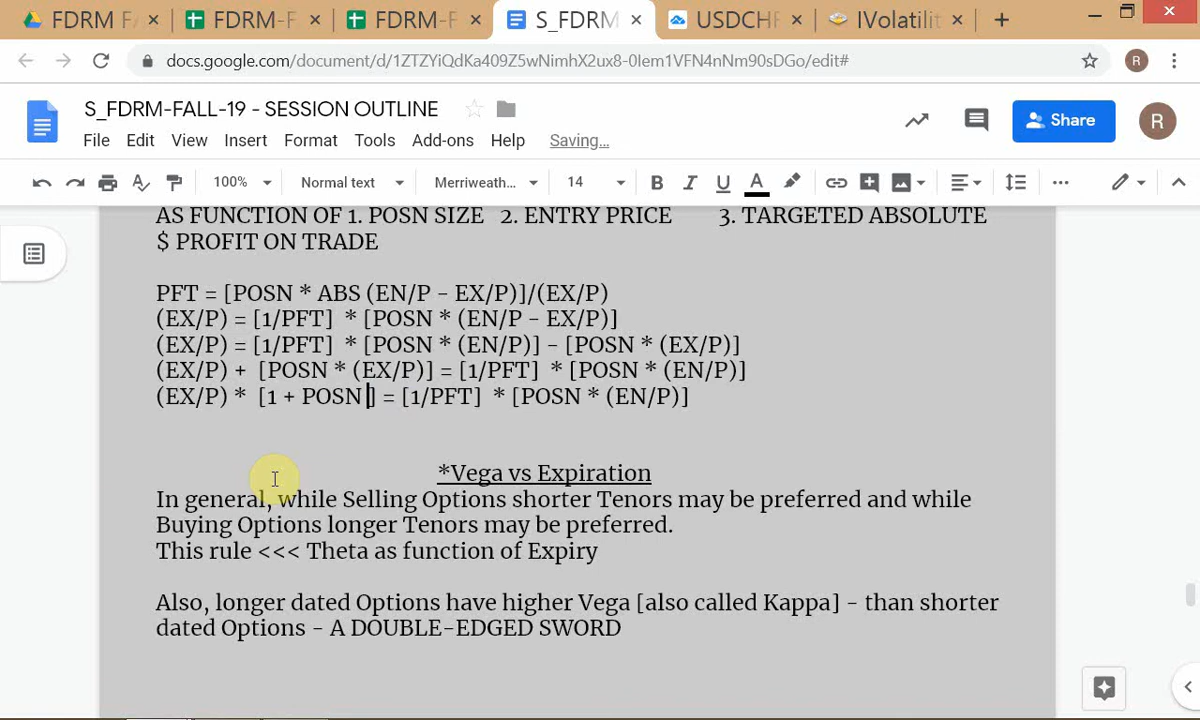 FDRM F
FDRM-F
FDRM-F
S_FDRM
USDCHF
IVolatilit
docs.google.com/document/d/1ZTZYiQdKa409Z5wNimhX2ux8-0Iem1VFN4nNm90sDGo/edit#
R
S_FDRM-FALL-19 - SESSION OUTLINE
Share
R
File Edit View Insert Format Tools Add-ons Help Saving...
100% Normal text Merriweath... 14 B I U A
AS FUNCTION OF 1. POSN SIZE 2. ENTRY PRICE 3. TARGETED ABSOLUTE
$ PROFIT ON TRADE
PFT = [POSN * ABS (EN/P - EX/P)]/(EX/P)
(EX/P) = [1/PFT] * [POSN * (EN/P - EX/P)]
(EX/P) = [1/PFT] * [POSN * (EN/P)] - [POSN * (EX/P)]
(EX/P) + [POSN * (EX/P)] = [1/PFT] * [POSN * (EN/P)]
(EX/P) * [1 + POSN ] = [1/PFT] * [POSN * (EN/P)]
*Vega vs Expiration
In general, while Selling Options shorter Tenors may be preferred and while
Buying Options longer Tenors may be preferred.
This rule <<< Theta as function of Expiry
Also, longer dated Options have higher Vega [also called Kappa] - than shorter
dated Options - A DOUBLE-EDGED SWORD